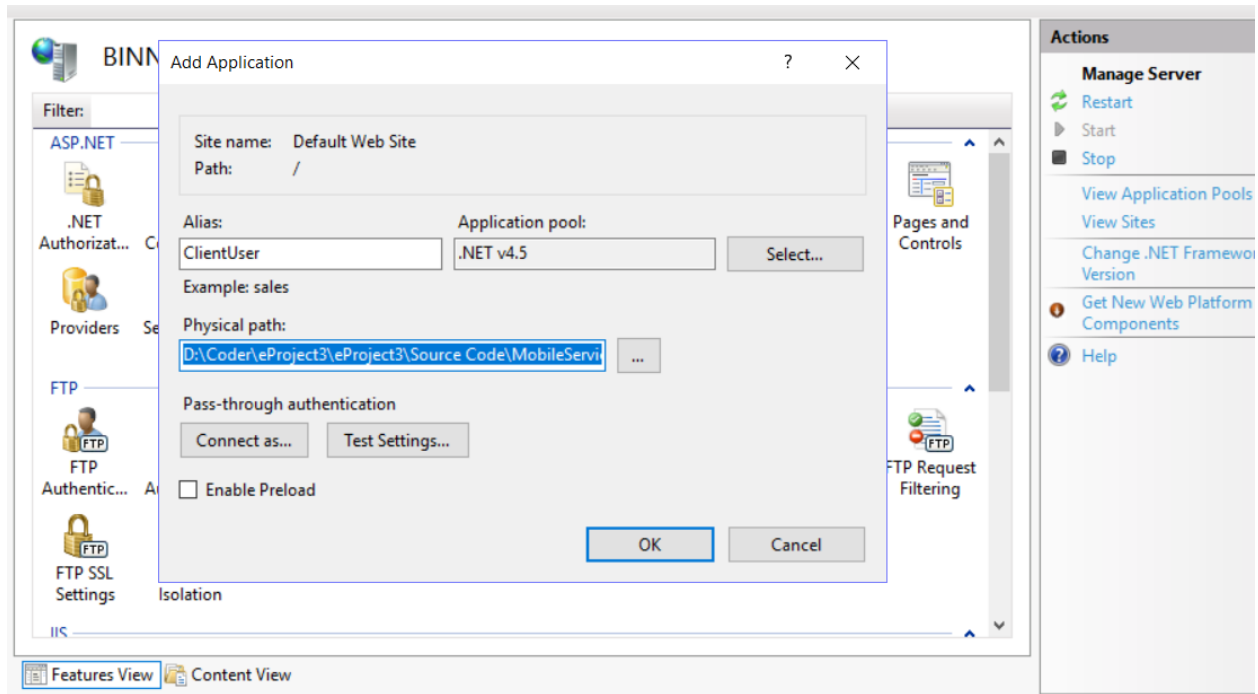 BINN
Filter:
ASP.NET
.NET
Authorizat...
Providers
Pages and
Controls
FTP
FTP
FTP
Authentic...
FTP
FTP Request
Filtering
FTP
FTP SSL
Settings
Isolation
IIS
Features View
Content View
Add Application
?
Site name: Default Web Site
Path: /
Alias:
Application pool:
ClientUser
.NET v4.5
Select...
Example: sales
Physical path:
D:\Coder\eProject3\eProject3\Source Code\MobileServi
...
Pass-through authentication
Connect as...
Test Settings...
Enable Preload
OK
Cancel
Actions
Manage Server
Restart
Start
Stop
View Application Pools
View Sites
Change .NET Framewor
Version
Get New Web Platform
Components
Help